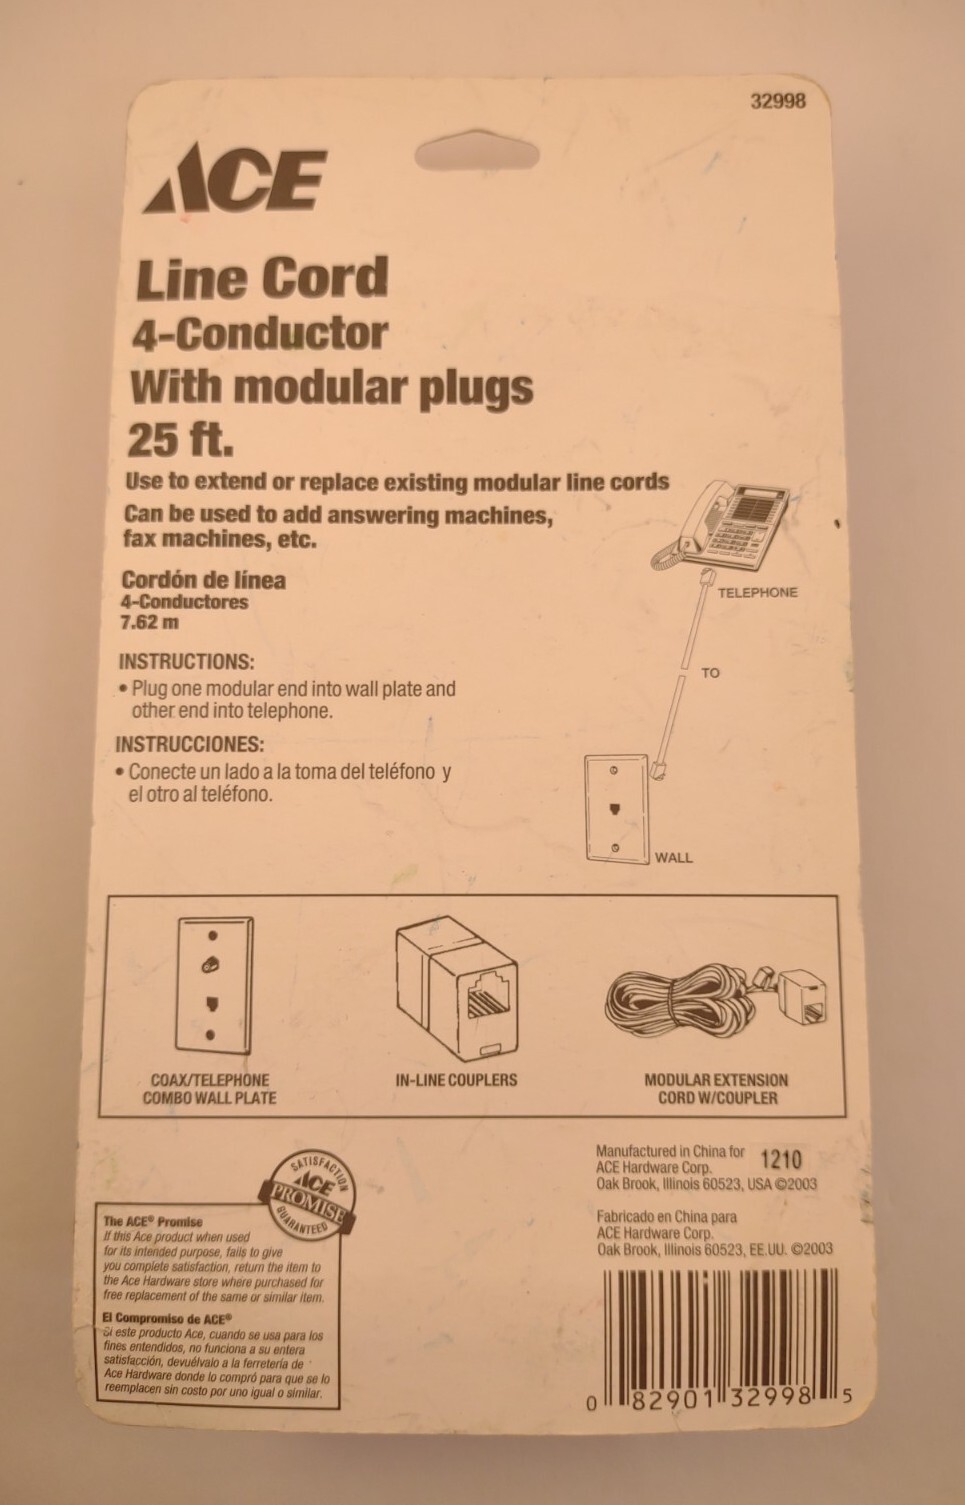 32998
ACE
Line Cord
4-Conductor
With modular plugs
25 ft.
Use to extend or replace existing modular line cords
Can be used to add answering machines,
fax machines, etc.
Cordón de línea
4-Conductores
7.62 m
INSTRUCTIONS:
• Plug one modular end into wall plate and
other end into telephone.
INSTRUCCIONES:
• Conecte un lado a la toma del teléfono y
el otro al teléfono.
TELEPHONE
TO
WALL
COAX/TELEPHONE
COMBO WALL PLATE
IN-LINE COUPLERS
MODULAR EXTENSION
CORD W/COUPLER
SATISFACTION
ACE
PROMISE
GUARANTEED
The ACE® Promise
If this Ace product when used
for its intended purpose, fails to give
you complete satisfaction, return the item to
the Ace Hardware store where purchased for
free replacement of the same or similar item.
El Compromiso de ACE®
Si este producto Ace, cuando se usa para los
fines entendidos, no funciona a su entera
satisfacción, devuélvalo a la ferretería de
Ace Hardware donde lo compró para que se lo
reemplacen sin costo por uno igual o similar.
Manufactured in China for 1210
ACE Hardware Corp.
Oak Brook, Illinois 60523, USA ©2003
Fabricado en China para
ACE Hardware Corp.
Oak Brook, Illinois 60523, EE.UU. ©2003
0 82901 32998 5